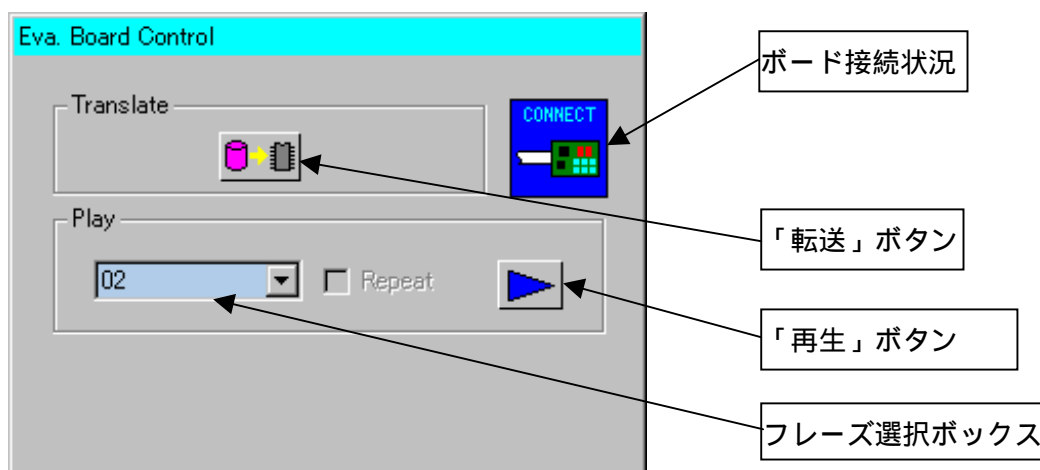 Eva. Board Control
ボード接続状況
Translate
CONNECT
「転送」ボタン
Play
02
Repeat
「再生」ボタン
フレーズ選択ボックス